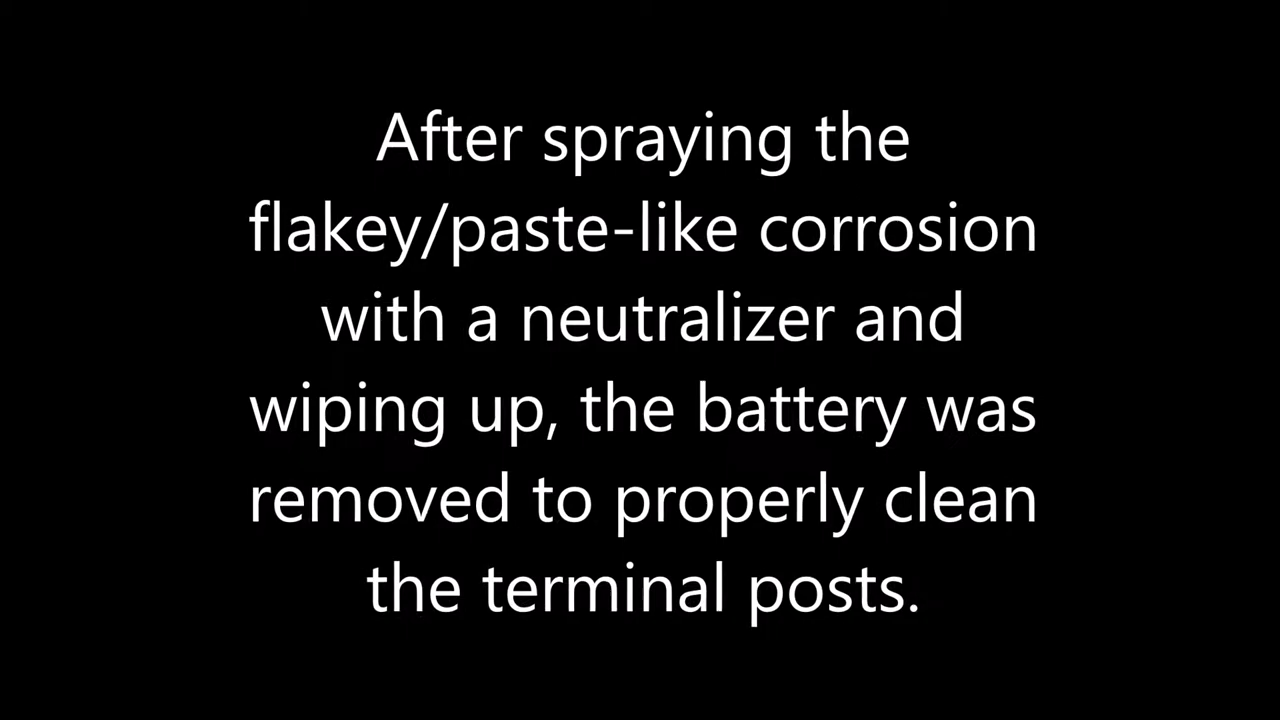 After spraying the
flakey/paste-like corrosion
with a neutralizer and
wiping up, the battery was
removed to properly clean
the terminal posts.